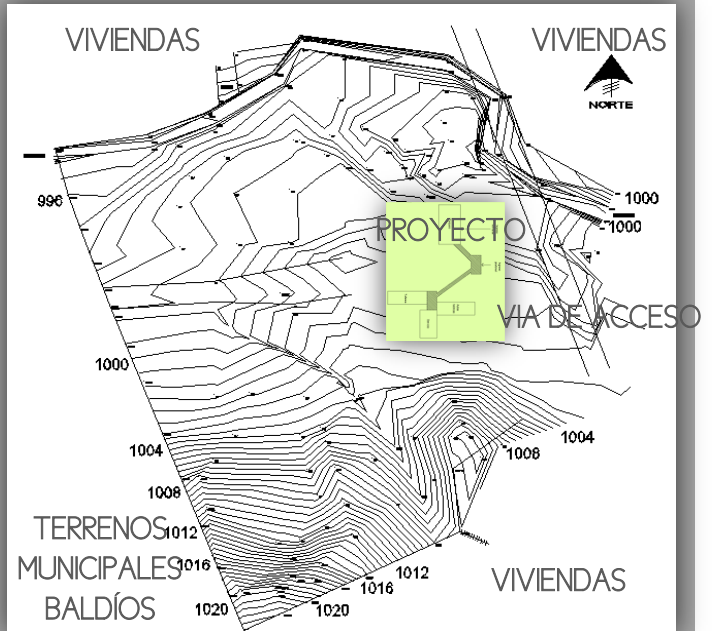 VIVIENDAS
VIVIENDAS
NORTE
996
1000
1000
PROYECTO
VIA DE ACCESO
1000
1004
1004
1008
1008
TERRENOS
MUNICIPALES
BALDÍOS
1012
1016
1012
1016
1020
1020
VIVIENDAS